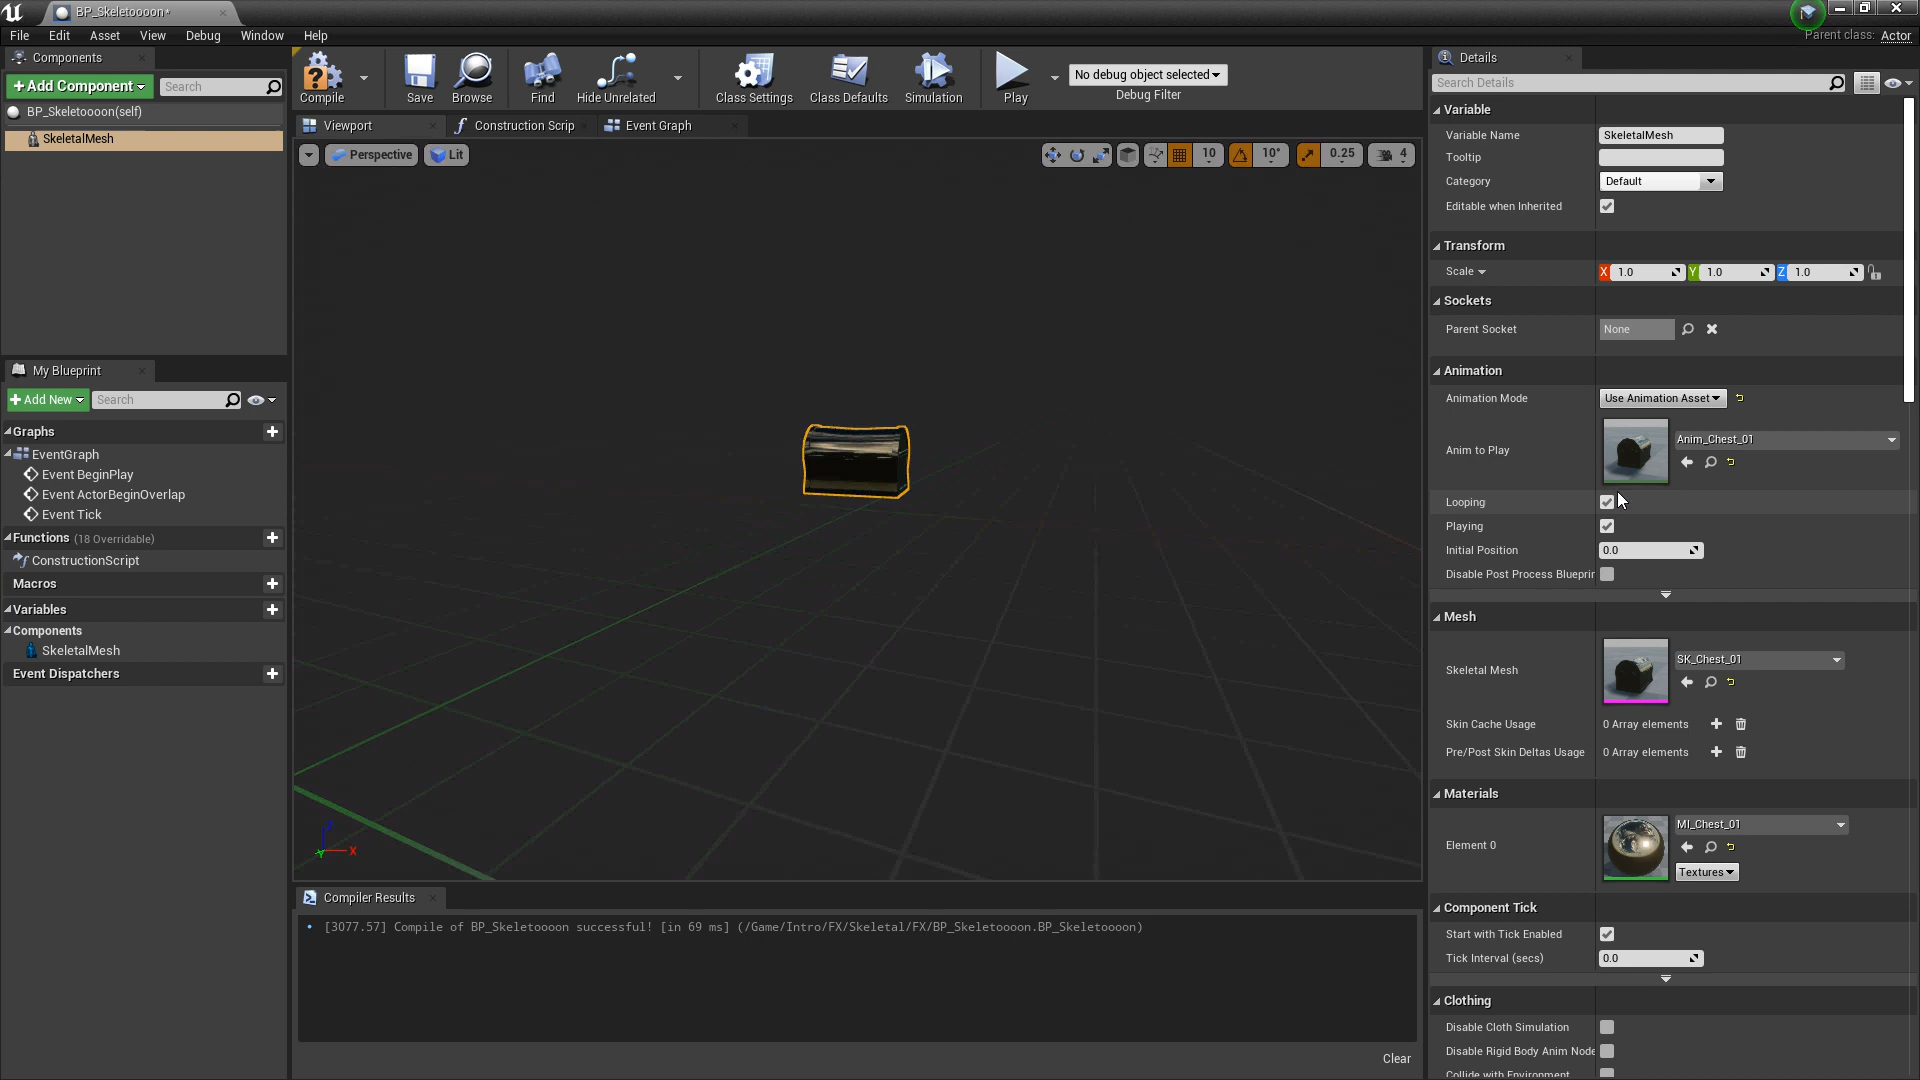 BP_Skeletoooon*
File Edit Asset View Debug Window Help
Parent class: Actor
Components
+Add Component
Search
BP_Skeletoooon(self)
SkeletalMesh
My Blueprint
+Add New
Search
Graphs
EventGraph
Event BeginPlay
Event ActorBeginOverlap
Event Tick
Functions (18 Overridable)
ConstructionScript
Macros
Variables
Components
SkeletalMesh
Event Dispatchers
Compile
Save
Browse
Find
Hide Unrelated
Class Settings
Class Defaults
Simulation
Play
No debug object selected
Debug Filter
Viewport
Construction Scrip
Event Graph
Perspective
Lit
10
10°
0.25
4
Z
X
Y
Compiler Results
[3077.57] Compile of BP_Skeletoooon successful! [in 69 ms] (/Game/Intro/FX/Skeletal/FX/BP_Skeletoooon.BP_Skeletoooon)
Clear
Details
Search Details
Variable
Variable Name SkeletalMesh
Tooltip
Category Default
Editable when Inherited
Transform
Scale X 1.0 Y 1.0 Z 1.0
Sockets
Parent Socket None
Animation
Animation Mode Use Animation Asset
Anim to Play Anim_Chest_01
Looping
Playing
Initial Position 0.0
Disable Post Process Blueprin
Mesh
Skeletal Mesh SK_Chest_01
Skin Cache Usage 0 Array elements
Pre/Post Skin Deltas Usage 0 Array elements
Materials
Element 0 MI_Chest_01
Textures
Component Tick
Start with Tick Enabled
Tick Interval (secs) 0.0
Clothing
Disable Cloth Simulation
Disable Rigid Body Anim Node
Collide with Environment